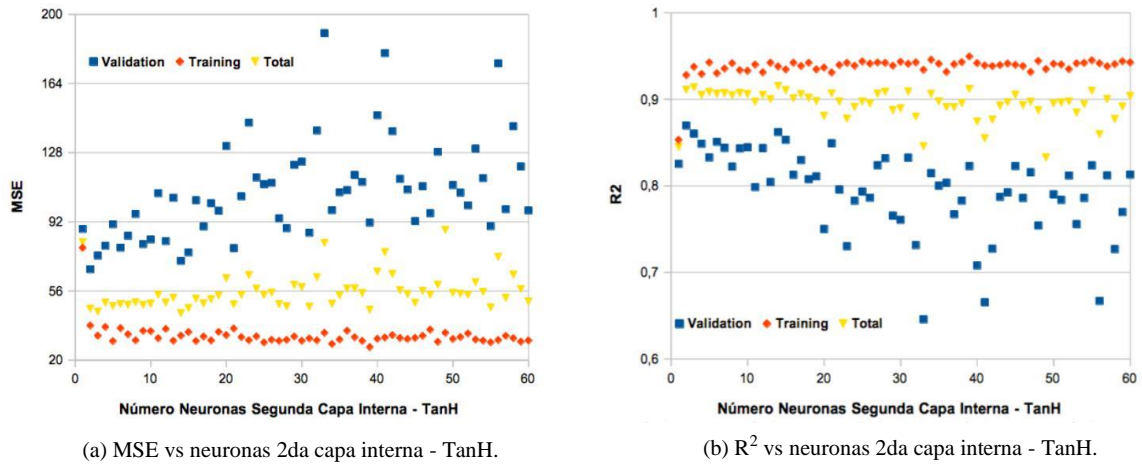 200
164
128
92
56
20
MSE
Validation Training Total
0 10 20 30 40 50 60
Número Neuronas Segunda Capa Interna - TanH
(a) MSE vs neuronas 2da capa interna - TanH.
1
0,9
0,8
0,7
0,6
R2
Validation Training Total
0 10 20 30 40 50 60
Número Neuronas Segunda Capa Interna - TanH
(b) R² vs neuronas 2da capa interna - TanH.